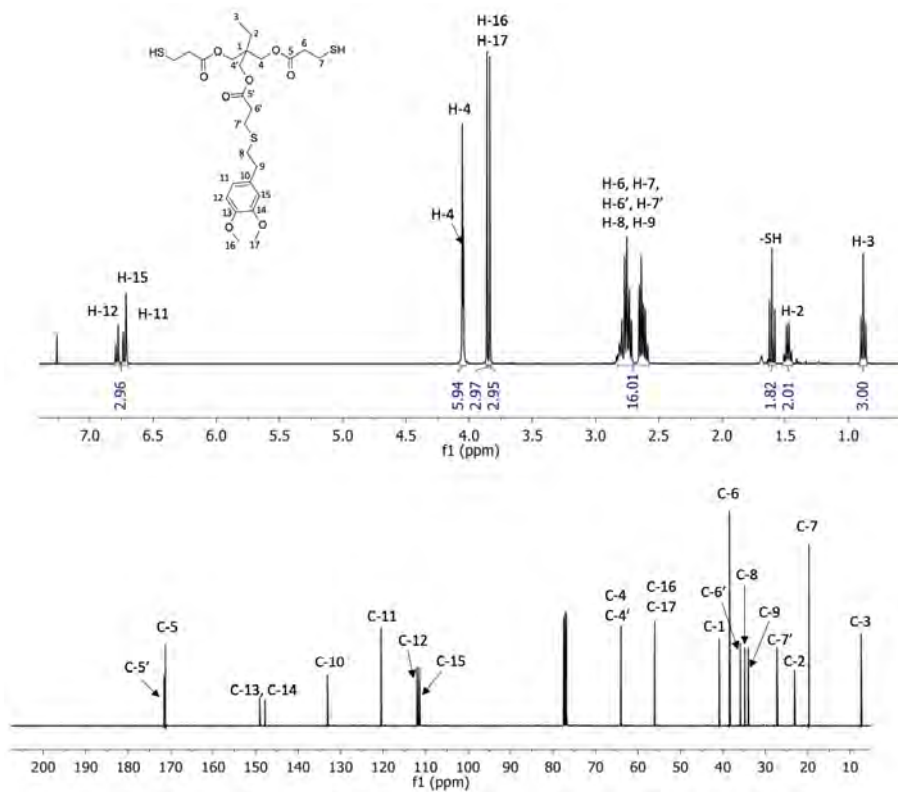 3
HS
SH
2
1
6
O
O
5
7
4'
4
O
O
O
O
5'
6'
7'
S
8
9
10
11
15
12
14
13
O
O
16
17
H-16
H-17
H-4
H-4
H-6, H-7,
H-6', H-7'
H-8, H-9
-SH
H-3
H-2
H-15
H-12
H-11
2.96
5.94
2.97
2.95
16.01
1.82
2.01
3.00
7.0 6.5 6.0 5.5 5.0 4.5 4.0 3.5 3.0 2.5 2.0 1.5 1.0
f1 (ppm)
C-6
C-7
C-8
C-5
C-11
C-4
C-4'
C-16
C-17
C-6'
C-9
C-1
C-3
C-5'
C-12
C-10
C-15
C-7'
C-2
C-13, C-14
200 190 180 170 160 150 140 130 120 110 100 90 80 70 60 50 40 30 20 10
f1 (ppm)